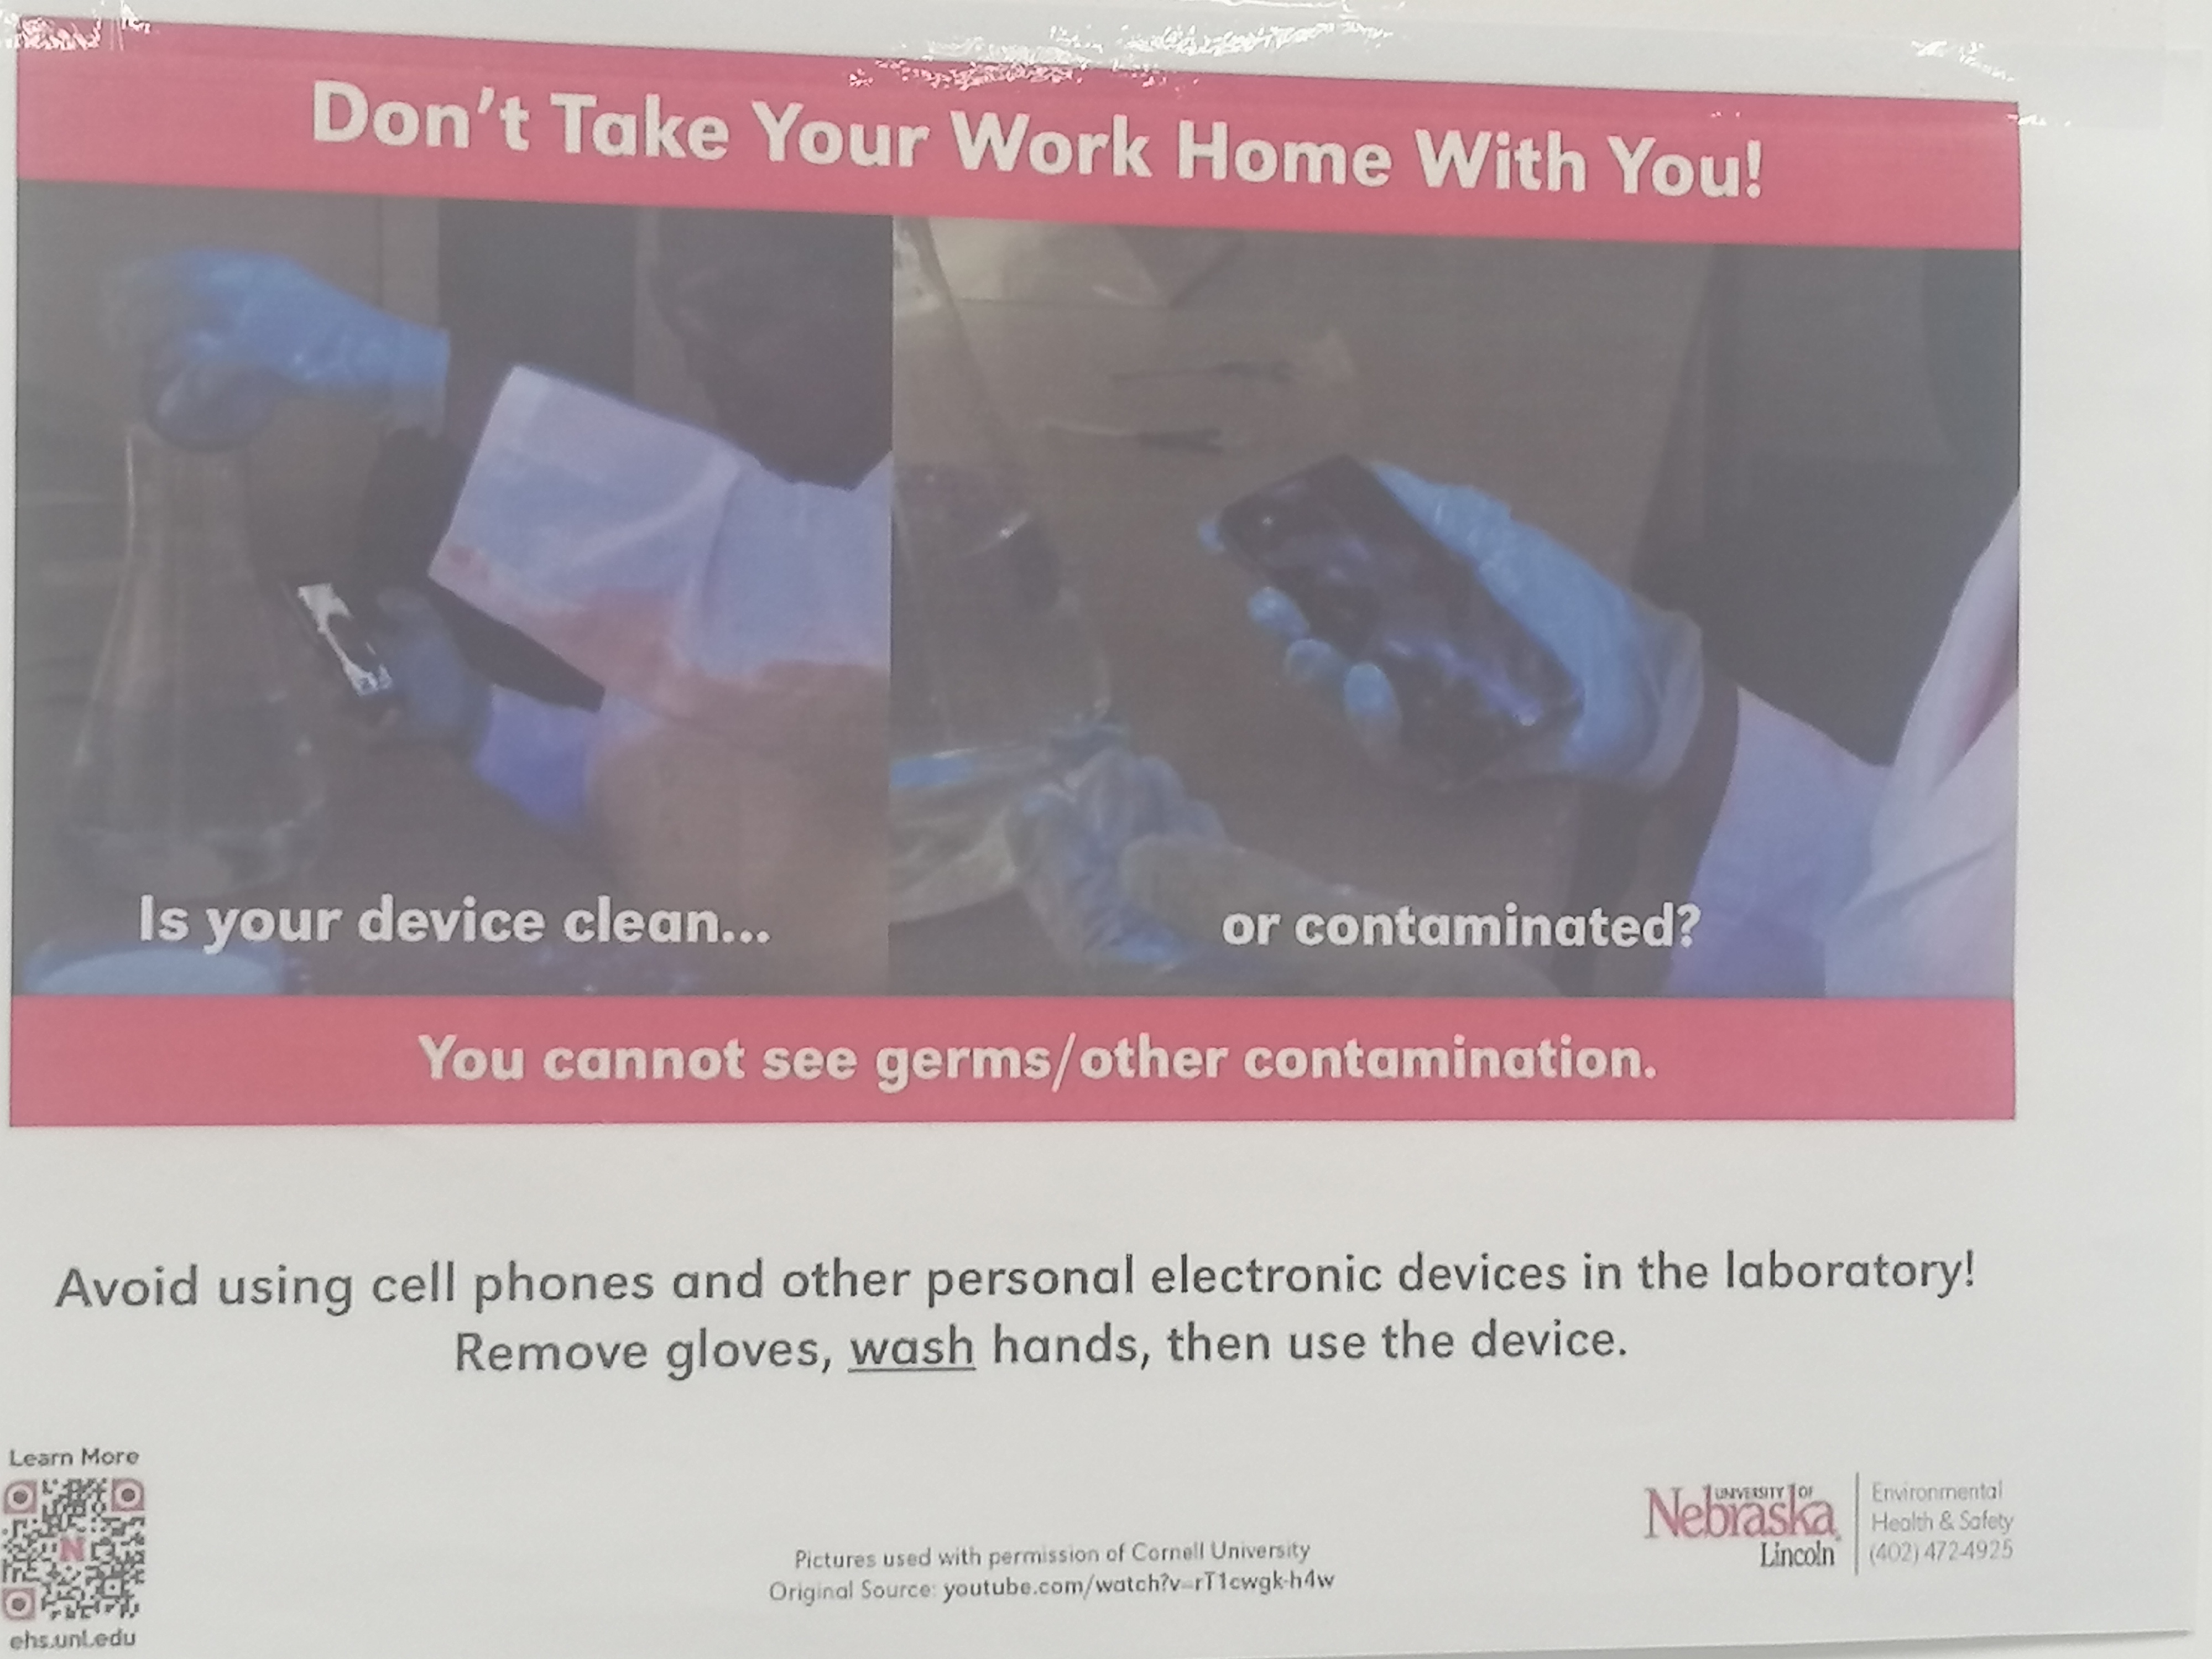 Don't Take Your Work Home With You!
Is your device clean...
or contaminated?
You cannot see germs/other contamination.
Avoid using cell phones and other personal electronic devices in the laboratory!
Remove gloves, wash hands, then use the device.
Learn More
N
ehs.unl.edu
Pictures used with permission of Cornell University
Original Source: youtube.com/watch?v=rT1cwgk-h4w
UNIVERSITY OF
Nebraska
Lincoln
Environmental
Health & Safety
(402) 472-4925